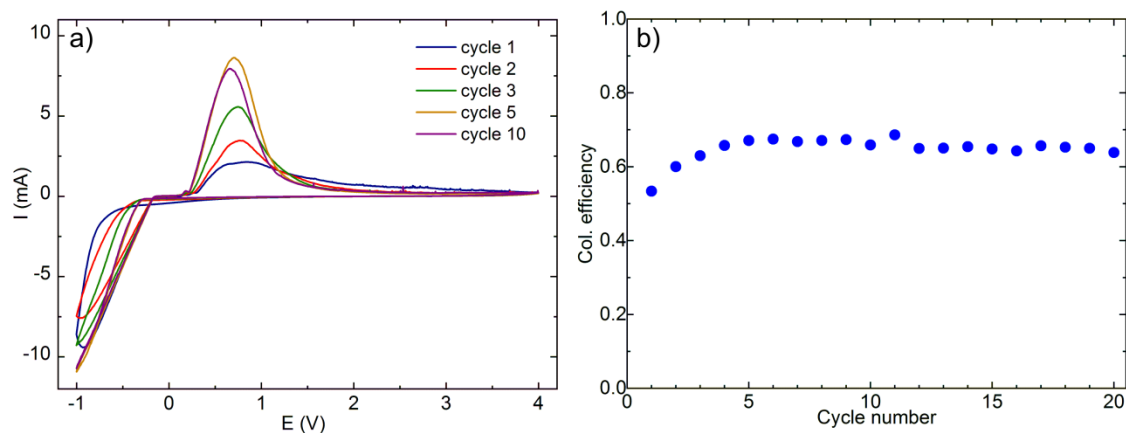 a)
cycle 1
cycle 2
cycle 3
cycle 5
cycle 10
10
5
0
-5
-10
I (mA)
-1
0
1
2
3
4
E (V)
b)
1.0
0.8
0.6
0.4
0.2
0.0
Col. efficiency
0
5
10
15
20
Cycle number